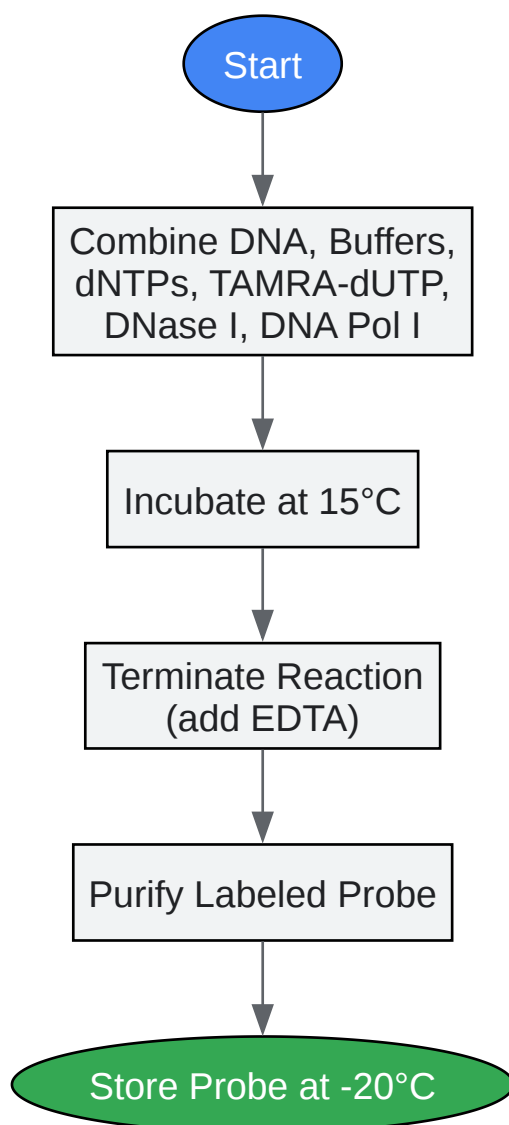 Start
Combine DNA, Buffers,
dNTPs, TAMRA-dUTP,
DNase I, DNA Pol I
Incubate at 15°C
Terminate Reaction
(add EDTA)
Purify Labeled Probe
Store Probe at -20°C